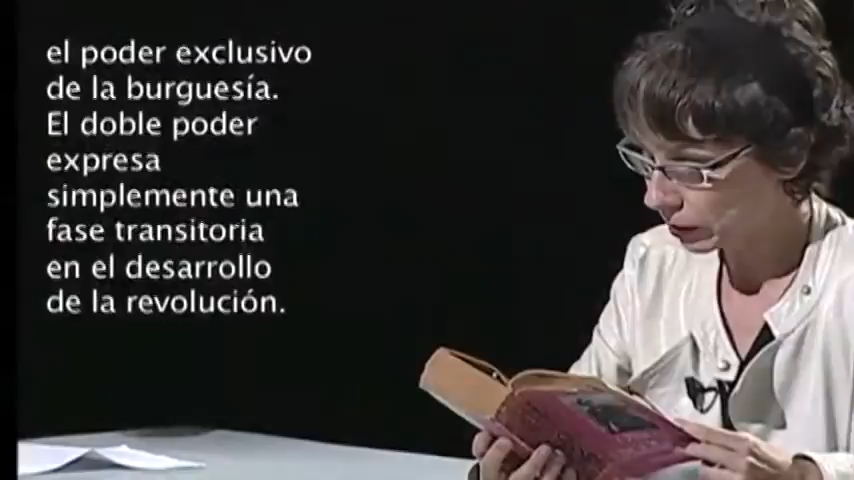 el poder exclusivo
de la burguesía.
El doble poder
expresa
simplemente una
fase transitoria
en el desarrollo
de la revolución.